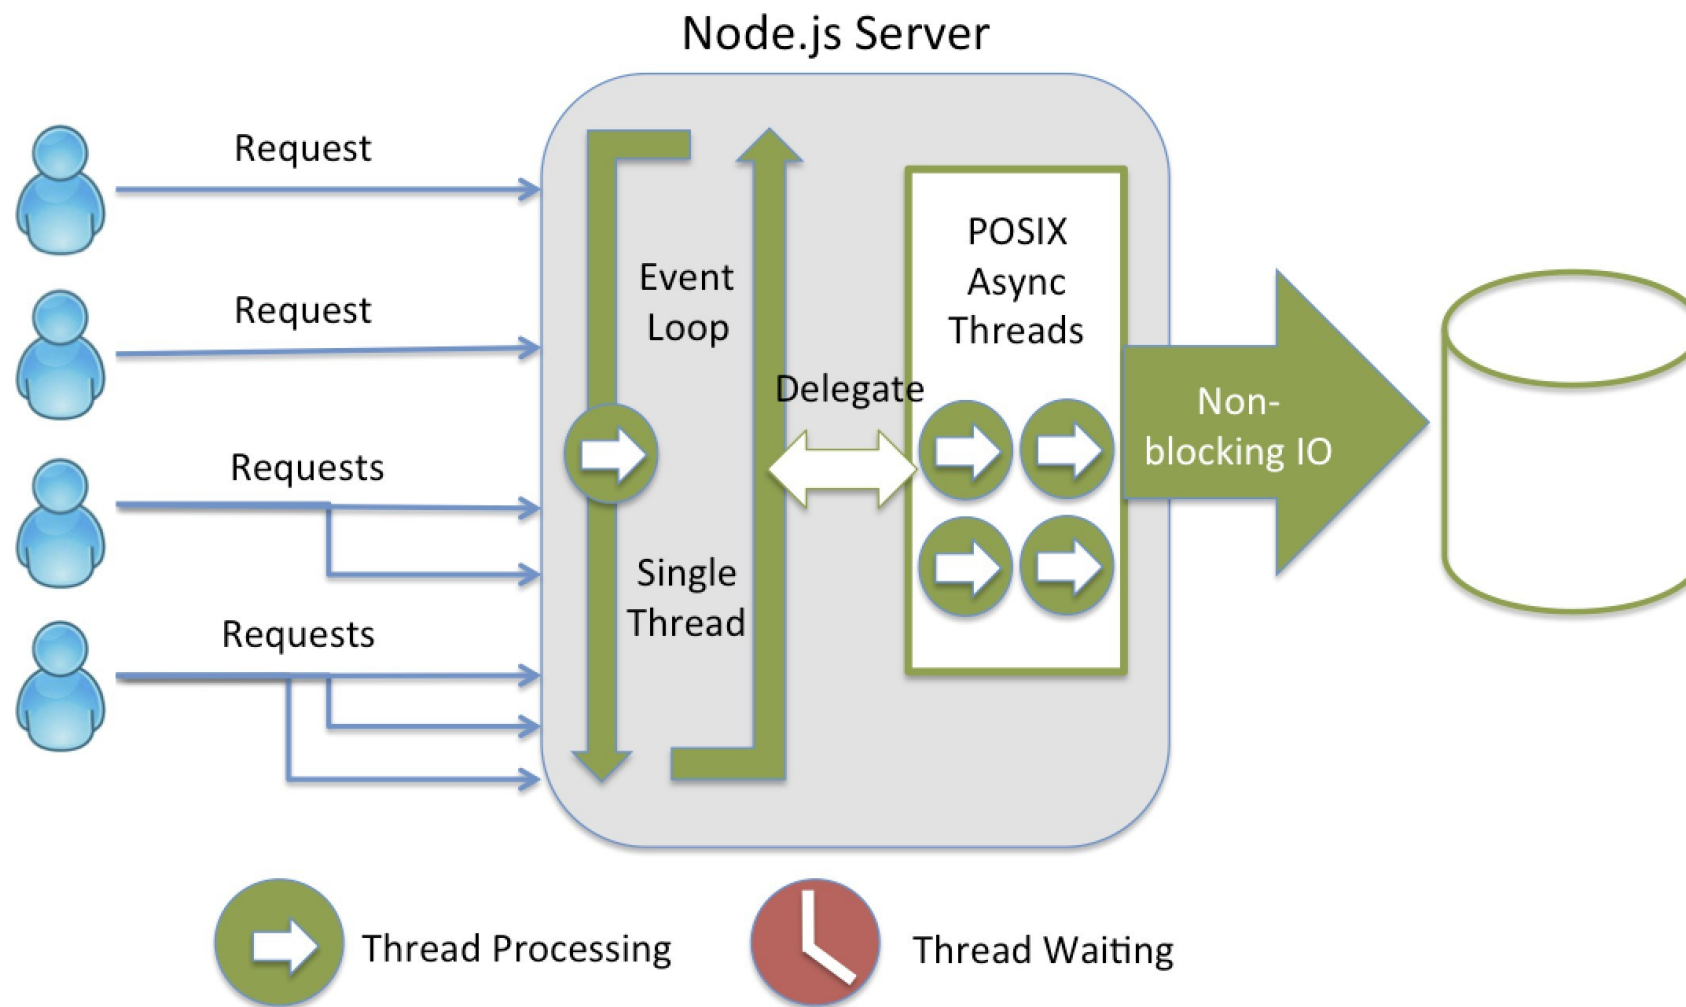 Node.js Server
Request
Request
Requests
Requests
Event
Loop
Single
Thread
Delegate
POSIX
Async
Threads
Non-
blocking IO
Thread Processing
Thread Waiting